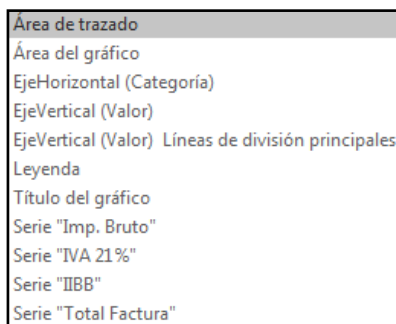 Área de trazado
Área del gráfico
EjeHorizontal (Categoría)
EjeVertical (Valor)
EjeVertical (Valor)  Líneas de división principales
Leyenda
Título del gráfico
Serie "Imp. Bruto"
Serie "IVA 21%"
Serie "IIBB"
Serie "Total Factura"